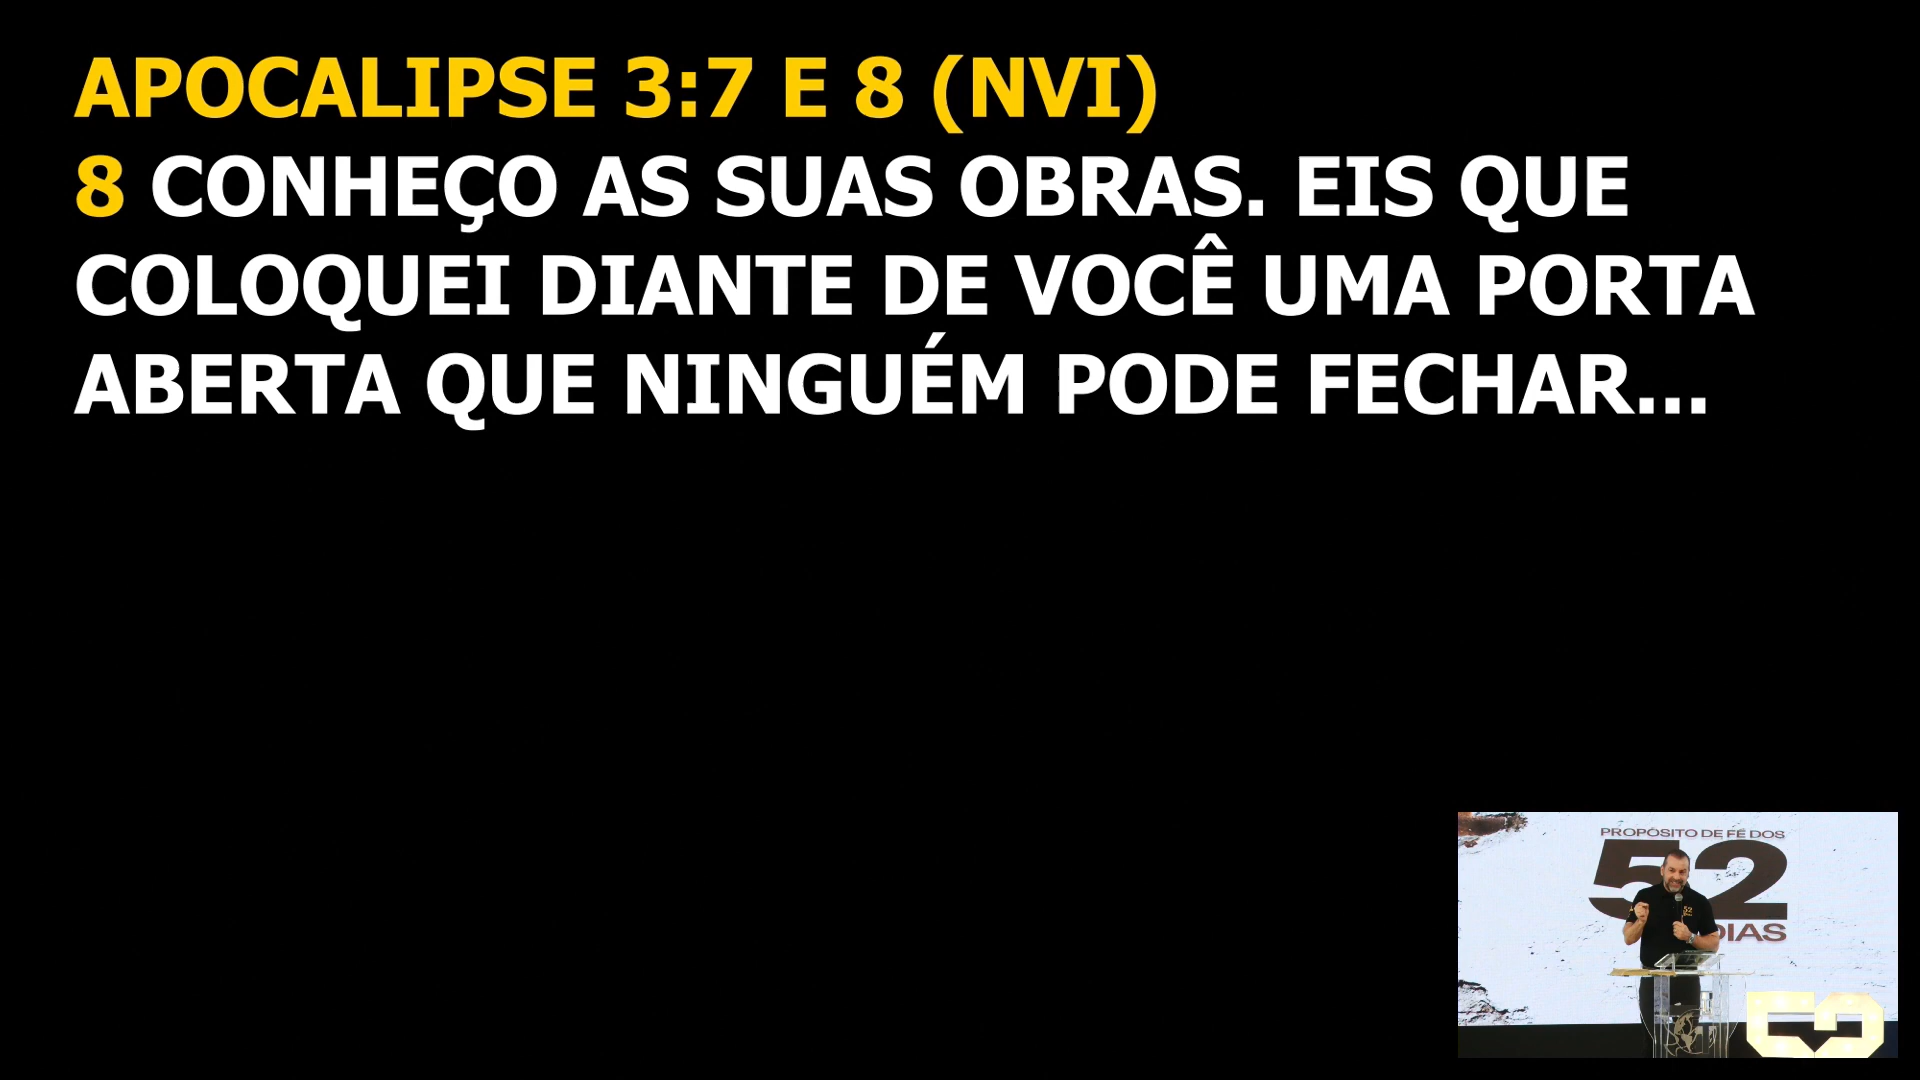 APOCALIPSE 3:7 E 8 (NVI)
8 CONHEÇO AS SUAS OBRAS. EIS QUE
COLOQUEI DIANTE DE VOCÊ UMA PORTA
ABERTA QUE NINGUÉM PODE FECHAR...
PROPÓSITO DE FÉ DOS
52
DIAS
52